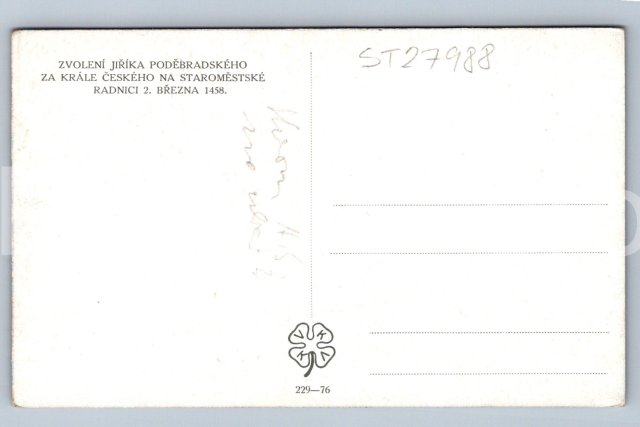 ZVOLENÍ JIŘÍKA PODĚBRADSKÉHO
ZA KRÁLE ČESKÉHO NA STAROMĚSTSKÉ
RADNICI 2. BŘEZNA 1458.
ST27988
229—76